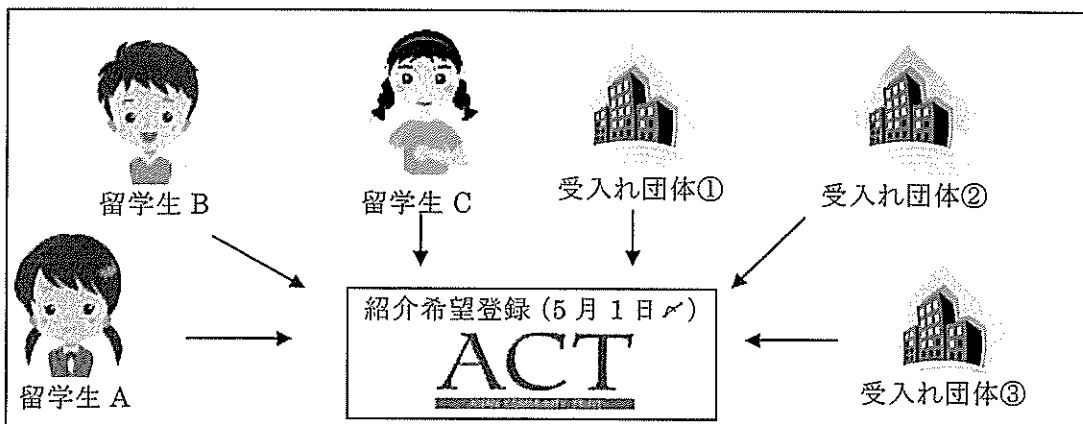 留学生 B
留学生 C
受入れ団体①
受入れ団体②
紹介希望登録 (5 月 1 日〆)
ACT
留学生 A
受入れ団体③